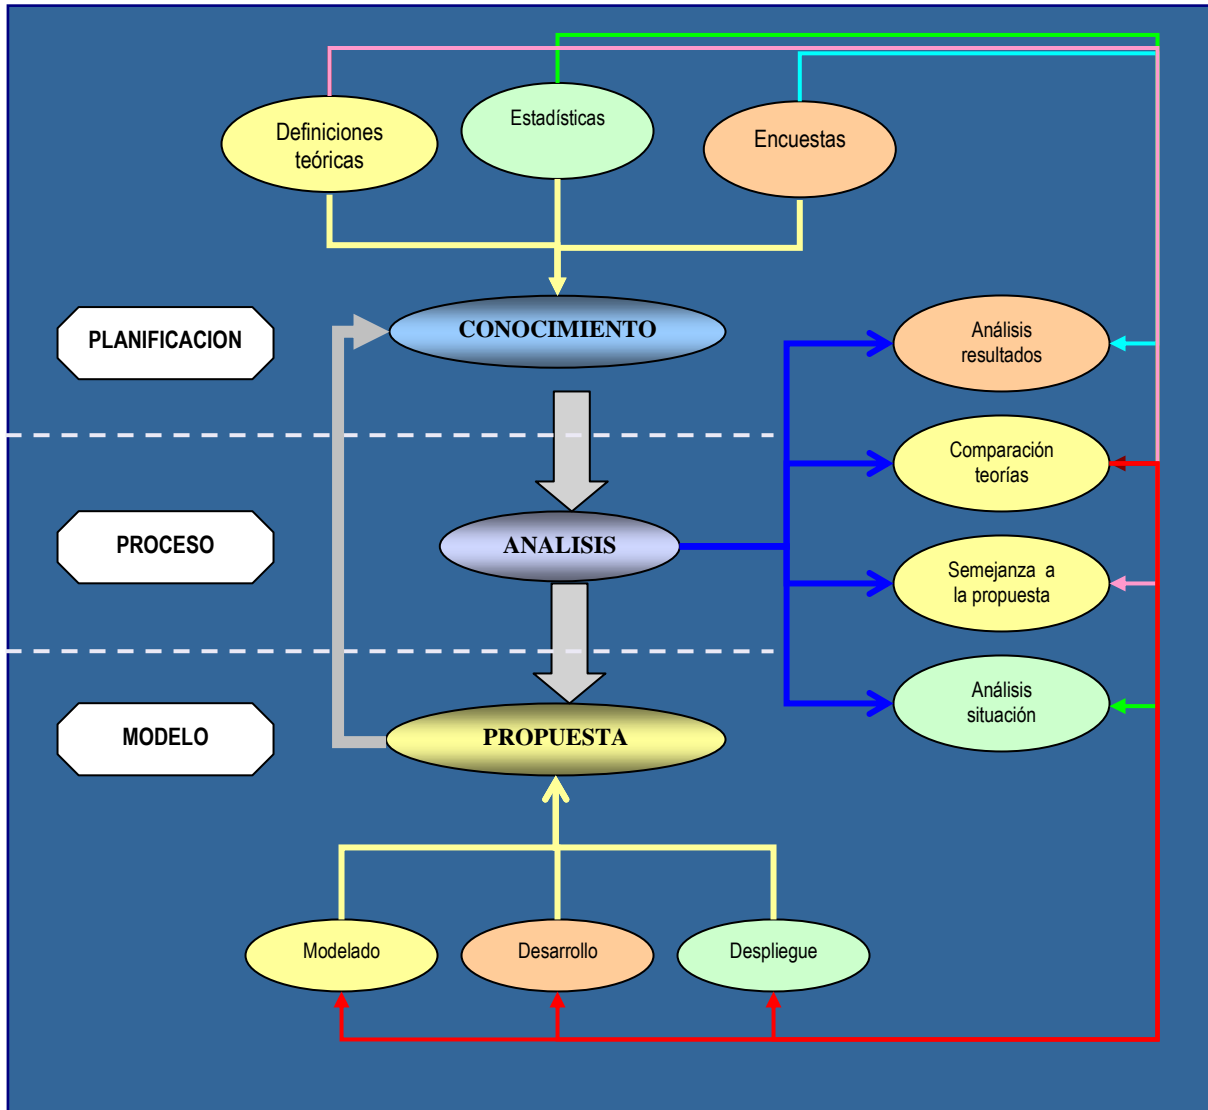 Definiciones
teóricas
Estadísticas
Encuestas
PLANIFICACION
CONOCIMIENTO
Análisis
resultados
Comparación
teorías
PROCESO
ANALISIS
Semejanza a
la propuesta
Análisis
situación
MODELO
PROPUESTA
Modelado
Desarrollo
Despliegue